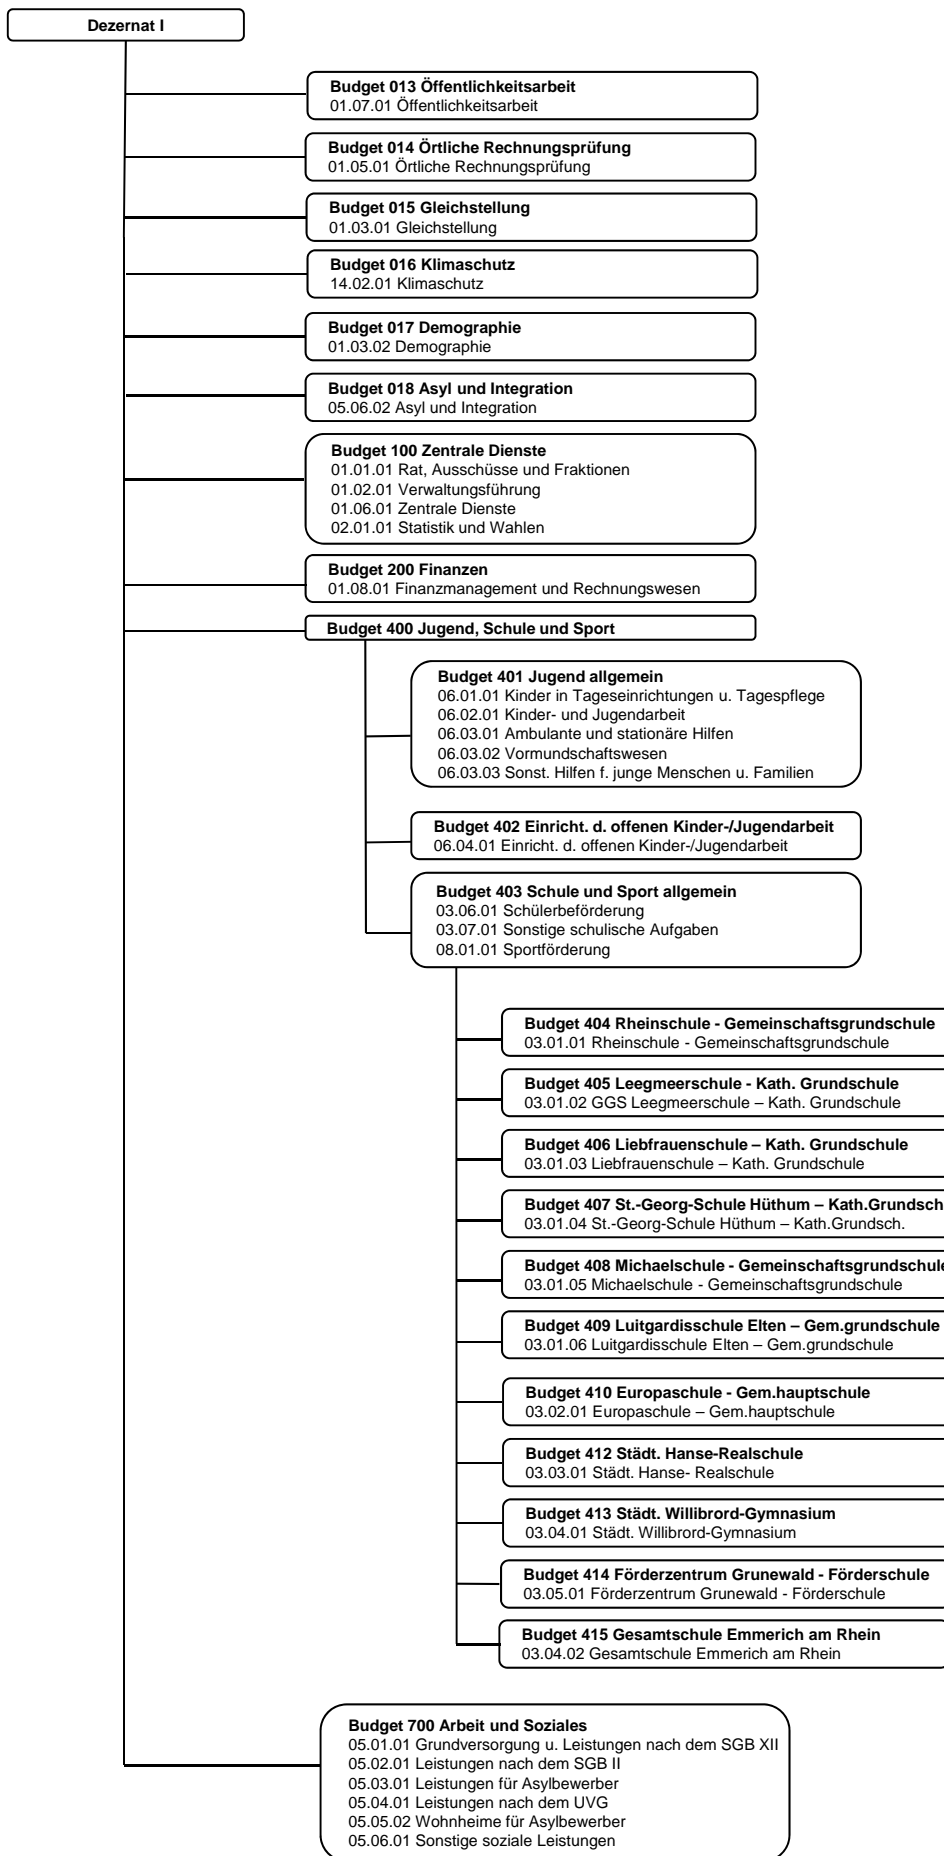 Dezernat I
Budget 013 Öffentlichkeitsarbeit
01.07.01 Öffentlichkeitsarbeit
Budget 014 Örtliche Rechnungsprüfung
01.05.01 Örtliche Rechnungsprüfung
Budget 015 Gleichstellung
01.03.01 Gleichstellung
Budget 016 Klimaschutz
14.02.01 Klimaschutz
Budget 017 Demographie
01.03.02 Demographie
Budget 018 Asyl und Integration
05.06.02 Asyl und Integration
Budget 100 Zentrale Dienste
01.01.01 Rat, Ausschüsse und Fraktionen
01.02.01 Verwaltungsführung
01.06.01 Zentrale Dienste
02.01.01 Statistik und Wahlen
Budget 200 Finanzen
01.08.01 Finanzmanagement und Rechnungswesen
Budget 400 Jugend, Schule und Sport
Budget 401 Jugend allgemein
06.01.01 Kinder in Tageseinrichtungen u. Tagespflege
06.02.01 Kinder- und Jugendarbeit
06.03.01 Ambulante und stationäre Hilfen
06.03.02 Vormundschaftswesen
06.03.03 Sonst. Hilfen f. junge Menschen u. Familien
Budget 402 Einricht. d. offenen Kinder-/Jugendarbeit
06.04.01 Einricht. d. offenen Kinder-/Jugendarbeit
Budget 403 Schule und Sport allgemein
03.06.01 Schülerbeförderung
03.07.01 Sonstige schulische Aufgaben
08.01.01 Sportförderung
Budget 404 Rheinschule - Gemeinschaftsgrundschule
03.01.01 Rheinschule - Gemeinschaftsgrundschule
Budget 405 Leegmeerschule - Kath. Grundschule
03.01.02 GGS Leegmeerschule – Kath. Grundschule
Budget 406 Liebfrauenschule – Kath. Grundschule
03.01.03 Liebfrauenschule – Kath. Grundschule
Budget 407 St.-Georg-Schule Hüthum – Kath.Grundsch
03.01.04 St.-Georg-Schule Hüthum – Kath.Grundsch.
Budget 408 Michaelschule - Gemeinschaftsgrundschule
03.01.05 Michaelschule - Gemeinschaftsgrundschule
Budget 409 Luitgardisschule Elten – Gem.grundschule
03.01.06 Luitgardisschule Elten – Gem.grundschule
Budget 410 Europaschule - Gem.hauptschule
03.02.01 Europaschule – Gem.hauptschule
Budget 412 Städt. Hanse-Realschule
03.03.01 Städt. Hanse- Realschule
Budget 413 Städt. Willibrord-Gymnasium
03.04.01 Städt. Willibrord-Gymnasium
Budget 414 Förderzentrum Grunewald - Förderschule
03.05.01 Förderzentrum Grunewald - Förderschule
Budget 415 Gesamtschule Emmerich am Rhein
03.04.02 Gesamtschule Emmerich am Rhein
Budget 700 Arbeit und Soziales
05.01.01 Grundversorgung u. Leistungen nach dem SGB XII
05.02.01 Leistungen nach dem SGB II
05.03.01 Leistungen für Asylbewerber
05.04.01 Leistungen nach dem UVG
05.05.02 Wohnheime für Asylbewerber
05.06.01 Sonstige soziale Leistungen